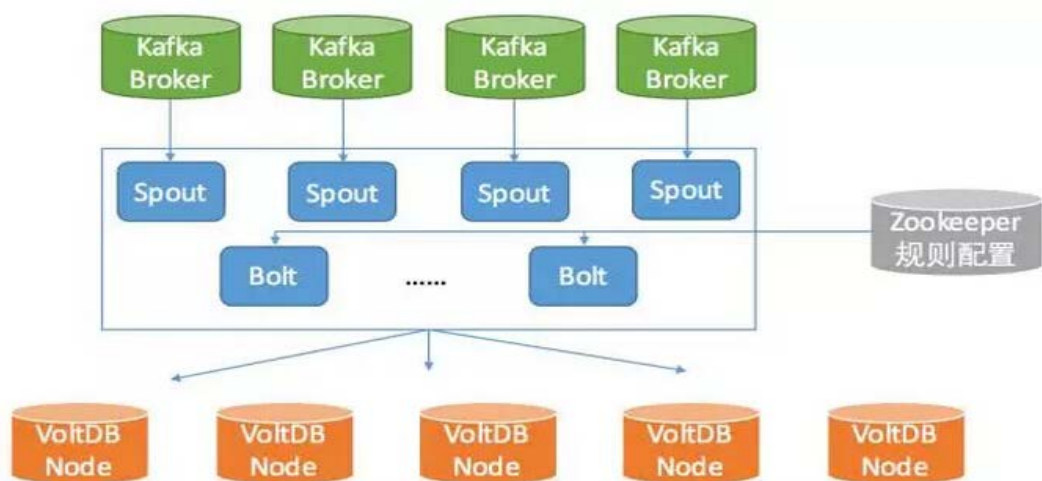 Kafka
Broker
Kafka
Broker
Kafka
Broker
Kafka
Broker
Spout
Spout
Spout
Spout
Zookeeper
规则配置
Bolt
......
Bolt
VoltDB
Node
VoltDB
Node
VoltDB
Node
VoltDB
Node
VoltDB
Node